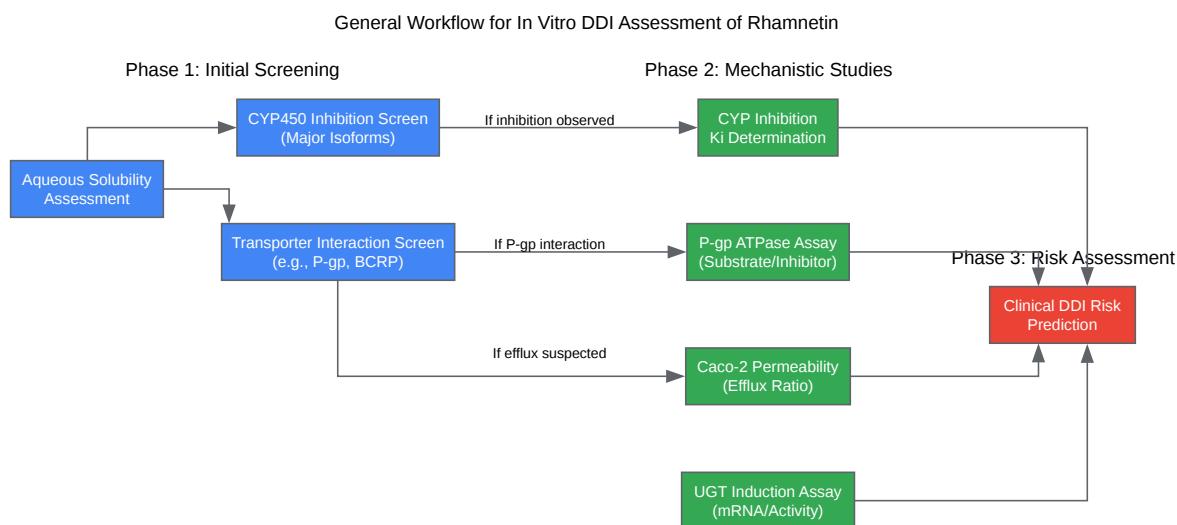 General Workflow for In Vitro DDI Assessment of Rhamnetin
Phase 1: Initial Screening
Phase 2: Mechanistic Studies
CYP450 Inhibition Screen
(Major Isoforms)
If inhibition observed
CYP Inhibition
Ki Determination
Aqueous Solubility
Assessment
Transporter Interaction Screen
(e.g., P-gp, BCRP)
If P-gp interaction
P-gp ATPase Assay
(Substrate/Inhibitor)
Phase 3: Risk Assessment
Clinical DDI Risk
Prediction
If efflux suspected
Caco-2 Permeability
(Efflux Ratio)
UGT Induction Assay
(mRNA/Activity)